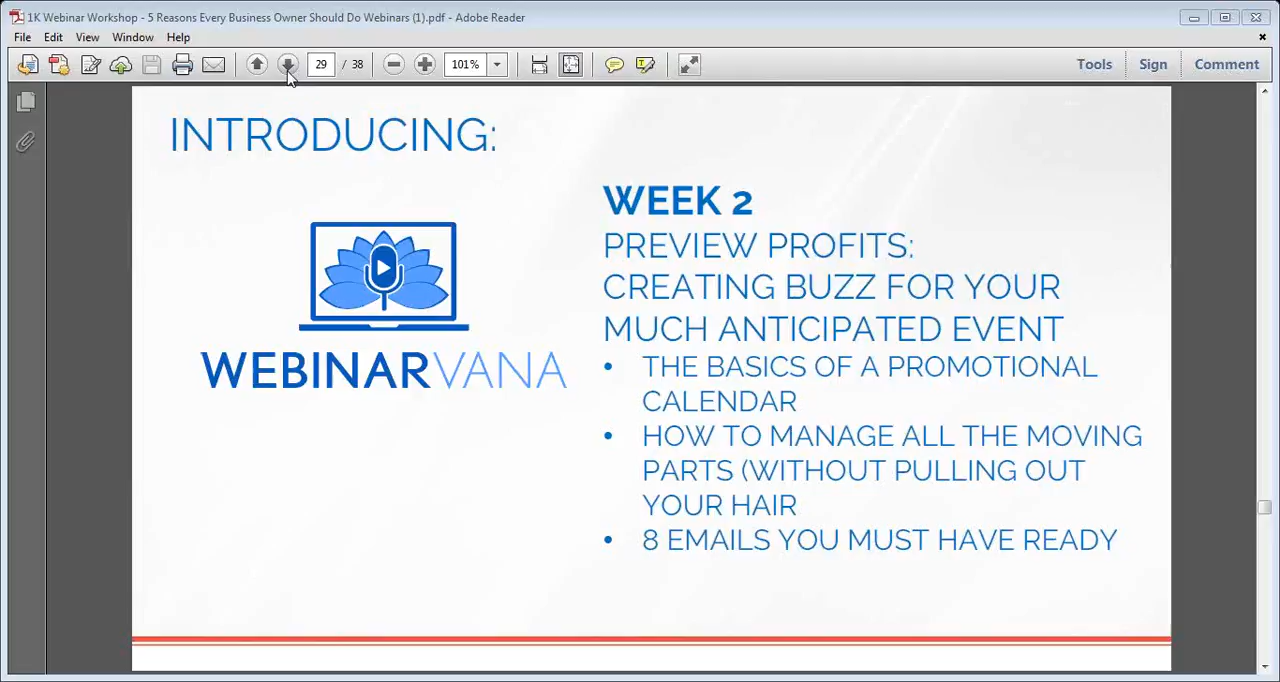 1K Webinar Workshop - 5 Reasons Every Business Owner Should Do Webinars (1).pdf - Adobe Reader
File Edit View Window Help
29 / 38 101% Tools Sign Comment
INTRODUCING:
WEBINARVANA
WEEK 2
PREVIEW PROFITS:
CREATING BUZZ FOR YOUR
MUCH ANTICIPATED EVENT
• THE BASICS OF A PROMOTIONAL
CALENDAR
• HOW TO MANAGE ALL THE MOVING
PARTS (WITHOUT PULLING OUT
YOUR HAIR
• 8 EMAILS YOU MUST HAVE READY